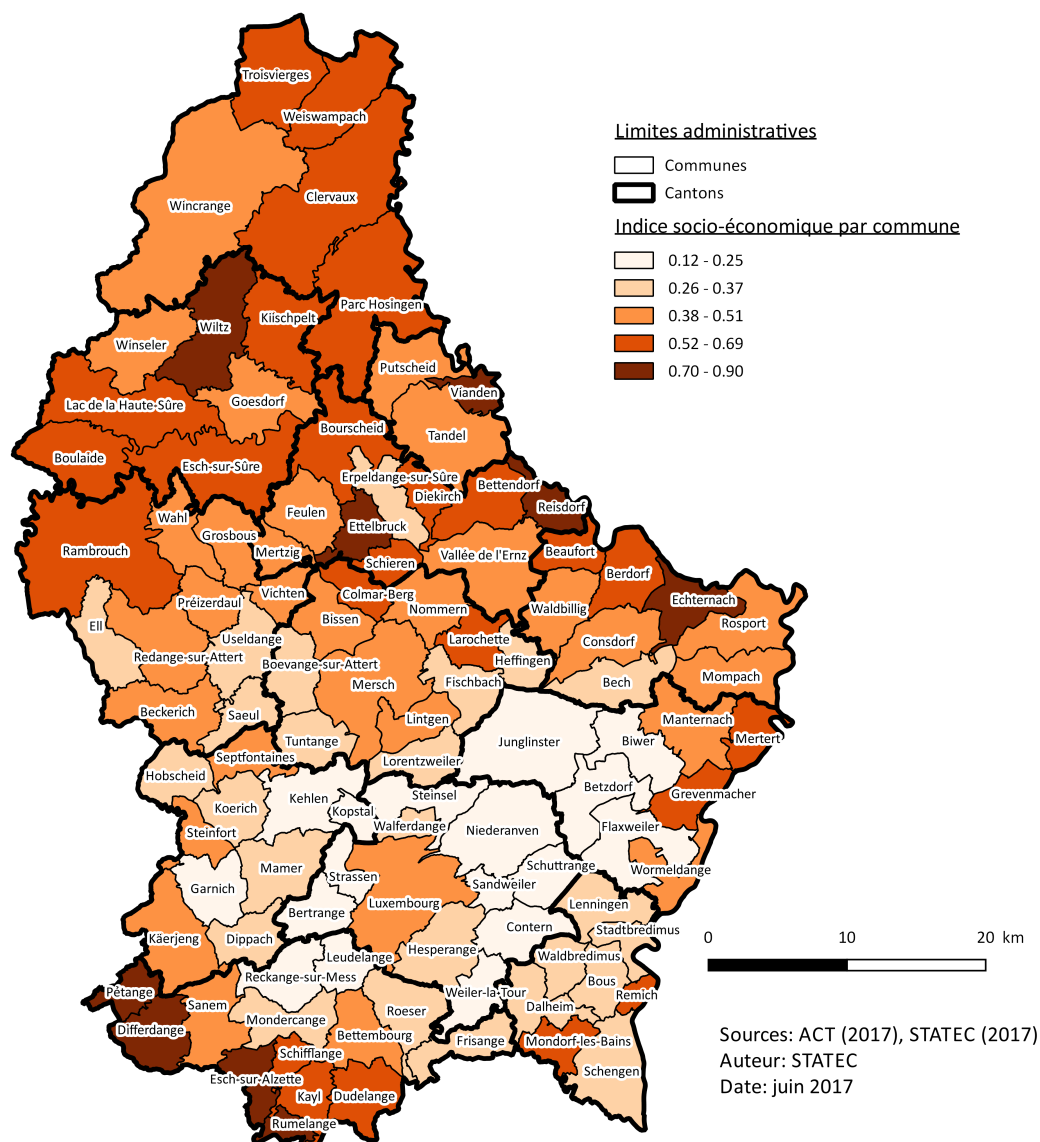 Troisvierges
Weiswampach
Limites administratives
Communes
Cantons
Clervaux
Wincrange
Indice socio-économique par commune
0.12 - 0.25
0.26 - 0.37
0.38 - 0.51
0.52 - 0.69
0.70 - 0.90
Parc Hosingen
Kiischpelt
Wiltz
Winseler
Putscheid
Vianden
Goesdorf
Lac de la Haute-Sûre
Bourscheid
Tandel
Boulaide
Esch-sur-Sûre
Erpeldange-sur-Sûre
Bettendorf
Diekirch
Reisdorf
Feulen
Wahl
Ettelbruck
Grosbous
Rambrouch
Mertzig
Vallée de l'Ernz
Beaufort
Schieren
Berdorf
Colmar-Berg
Vichten
Préizerdaul
Echternach
Nommern
Waldbillig
Bissen
Rosport
Ell
Useldange
Larochette
Consdorf
Redange-sur-Attert
Boevange-sur-Attert
Heffingen
Mersch
Fischbach
Bech
Mompach
Beckerich
Saeul
Lintgen
Manternach
Mertert
Tuntange
Junglinster
Biwer
Septfontaines
Lorentzweiler
Hobscheid
Betzdorf
Grevenmacher
Kehlen
Steinsel
Koerich
Kopstal
Walferdange
Niederanven
Flaxweiler
Steinfort
Mamer
Schuttrange
Wormeldange
Strassen
Sandweiler
Garnich
Luxembourg
Lenningen
Bertrange
Contern
Stadtbredimus
Käerjeng
Dippach
Hesperange
Waldbredimus
0 10 20 km
Leudelange
Reckange-sur-Mess
Bous
Pétange
Weiler-la-Tour
Remich
Sanem
Dalheim
Roeser
Mondercange
Differdange
Bettembourg
Frisange
Mondorf-les-Bains
Schifflange
Schengen
Esch-sur-Alzette
Kayl
Dudelange
Rumelange
Sources: ACT (2017), STATEC (2017)
Auteur: STATEC
Date: juin 2017